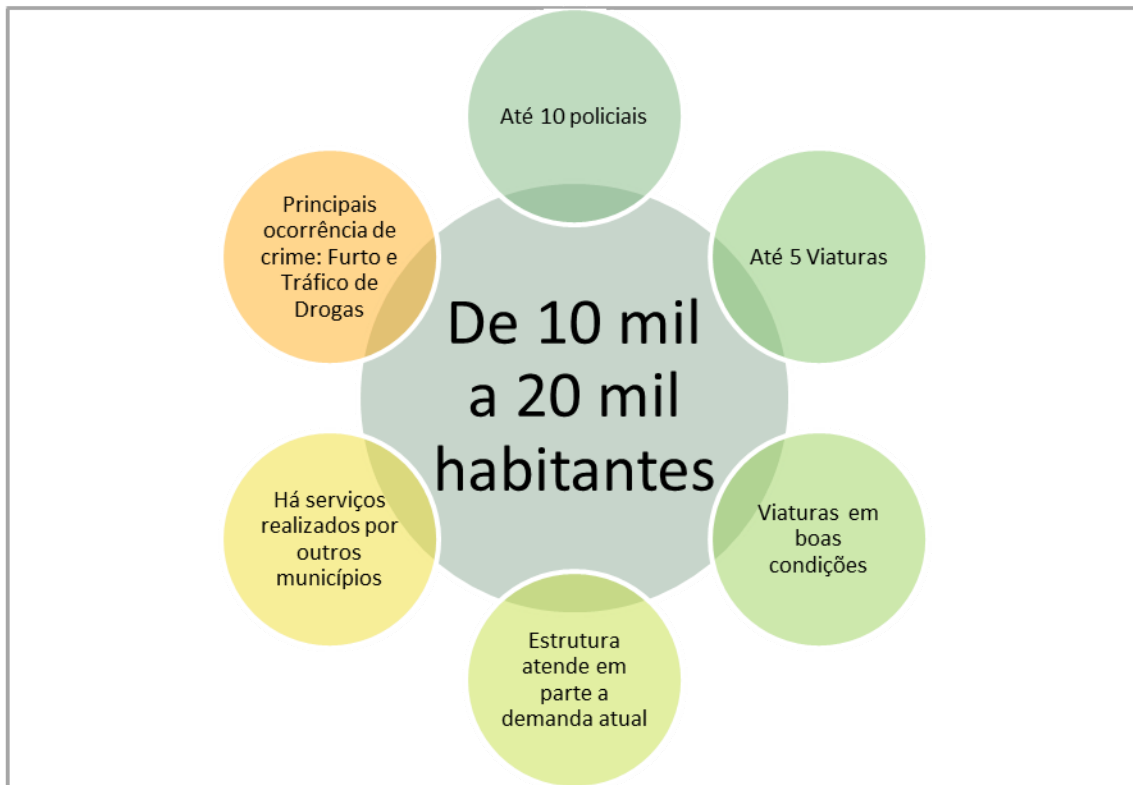 Até 10 policiais
Até 5 Viaturas
Viaturas em
boas
condições
Estrutura
atende em
parte a
demanda atual
Há serviços
realizados por
outros
municípios
Principais
ocorrência de
crime: Furto e
Tráfico de
Drogas
De 10 mil
a 20 mil
habitantes